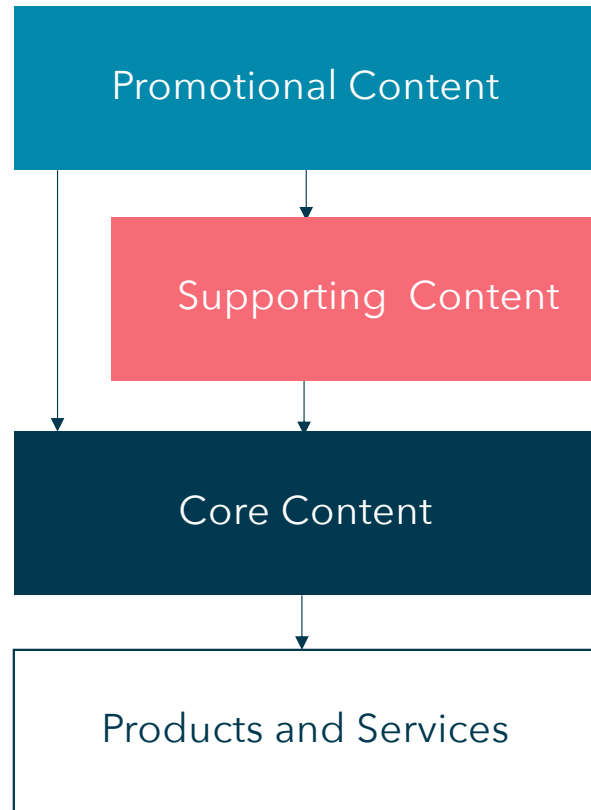 Promotional Content
Supporting Content
Core Content
Products and Services